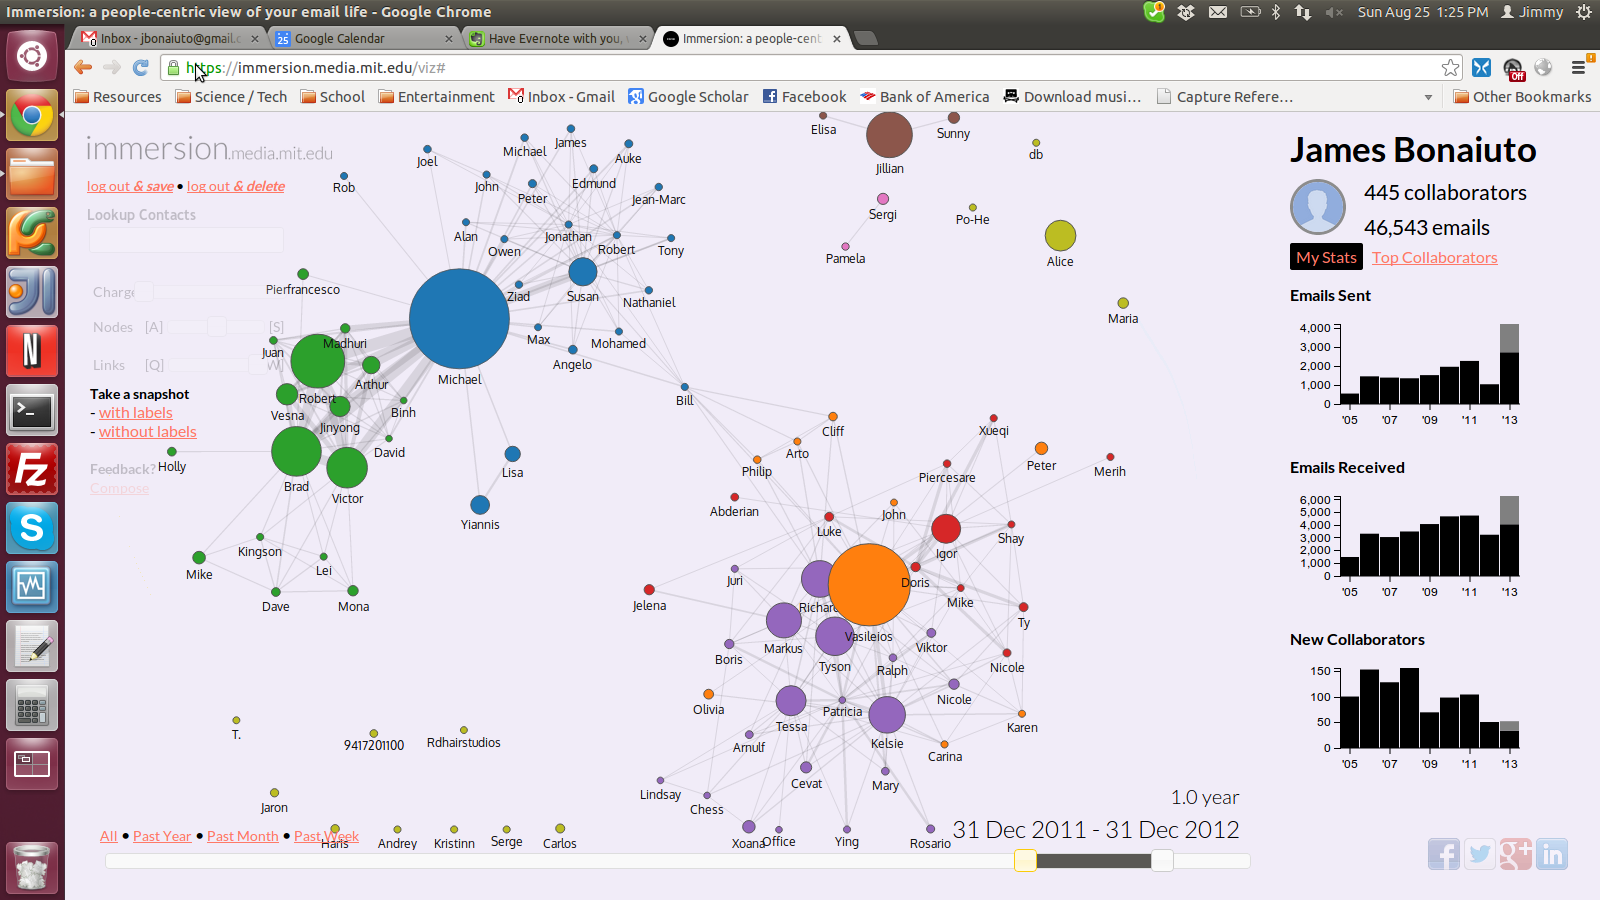 Immersion: a people-centric view of your email life - Google Chrome
Sun Aug 25 1:25 PM Jimmy
Inbox - jbonaiuto@gmail.c
Google Calendar
Have Evernote with you,
Immersion: a people-cent
https://immersion.media.mit.edu/viz#
Off
Resources
Science / Tech
School
Entertainment
Inbox - Gmail
Google Scholar
Facebook
Bank of America
Download musi...
Capture Refere...
Other Bookmarks
immersion.media.mit.edu
log out & save • log out & delete
Lookup Contacts
Charge
Nodes [A] [S]
Links [Q] [W]
Take a snapshot
- with labels
- without labels
Feedback?
Compose
Elisa
Sunny
Jillian
db
James
Michael
Auke
Joel
Rob
John
Edmund
Peter
Jean-Marc
Sergi
Po-He
Alan
Jonathan
Owen
Robert
Tony
Pamela
Alice
Pierfrancesco
Ziad
Susan
Nathaniel
Maria
Madhuri
Juan
Max
Mohamed
Angelo
Michael
Arthur
Robert
Vesna
Binh
Jinyong
Bill
David
Holly
Brad
Victor
Lisa
Yiannis
Cliff
Arto
Philip
Xueqi
Peter
Merih
Piercesare
Abderian
John
Luke
Igor
Shay
Kingson
Lei
Mike
Dave
Mona
Juri
Doris
Jelena
Richard
Mike
Ty
Vasileios
Markus
Tyson
Viktor
Boris
Ralph
Nicole
Nicole
Olivia
Patricia
Tessa
Kelsie
Karen
Arnulf
Carina
T.
9417201100
Rdhairstudios
Cevat
Mary
Lindsay
Chess
Jaron
Haris
Andrey
Kristinn
Serge
Carlos
Xoana
Office
Ying
Rosario
All • Past Year • Past Month • Past Week
1.0 year
31 Dec 2011 - 31 Dec 2012
James Bonaiuto
445 collaborators
46,543 emails
My Stats Top Collaborators
Emails Sent
4,000
3,000
2,000
1,000
0
'05 '07 '09 '11 '13
Emails Received
6,000
5,000
4,000
3,000
2,000
1,000
0
'05 '07 '09 '11 '13
New Collaborators
150
100
50
0
'05 '07 '09 '11 '13